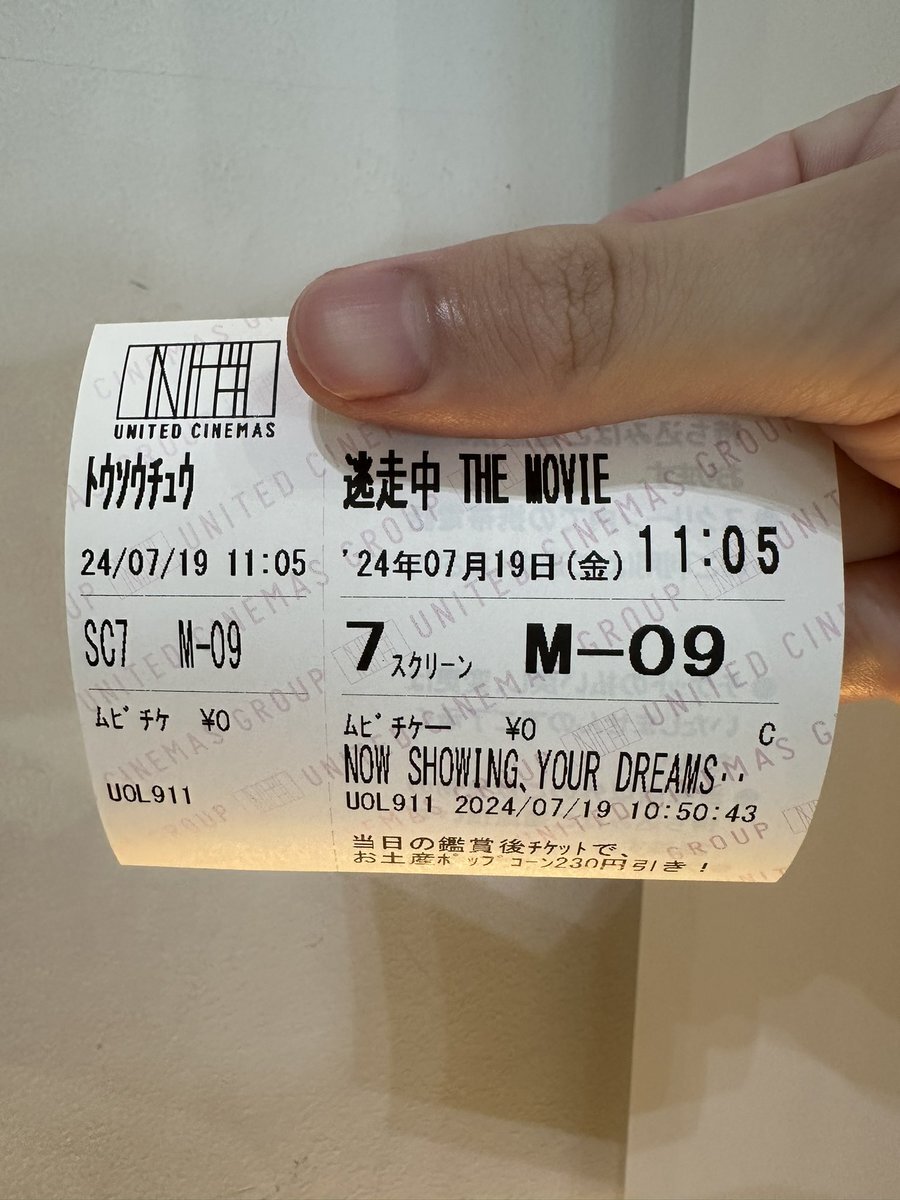 UNITED CINEMAS
トウソウチュウ
24/07/19 11:05
SC7 M-09
ムビチケ ¥0
UOL911
逃走中 THE MOVIE
'24年07月19日(金) 11:05
7スクリーン M-09
ムビチケー ¥0 C
NOW SHOWING、YOUR DREAMS‥
UOL911 2024/07/19 10:50:43
当日の鑑賞後チケットで、
お土産ポップコーン230円引き!
UNITED CINEMAS GROUP